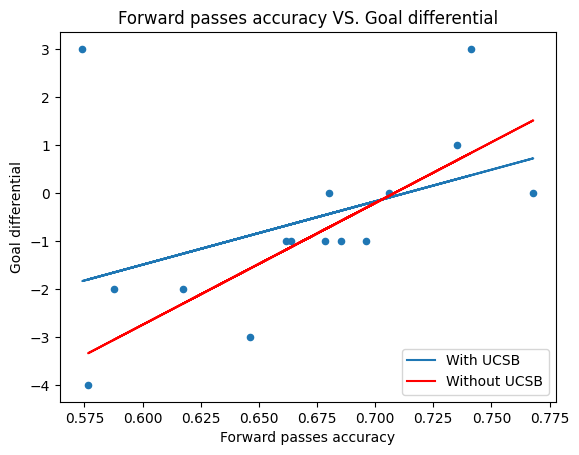 Forward passes accuracy VS. Goal differential
Goal differential
3
2
1
0
−1
−2
−3
−4
With UCSB
Without UCSB
0.575 0.600 0.625 0.650 0.675 0.700 0.725 0.750 0.775
Forward passes accuracy